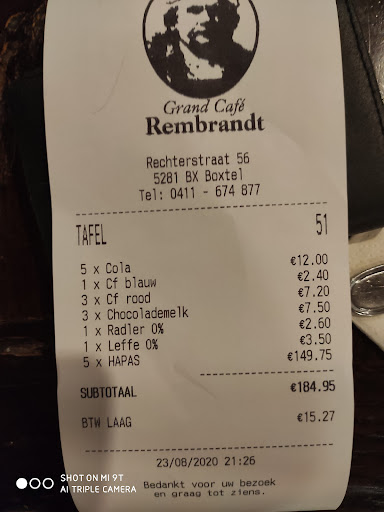 Grand Café
Rembrandt
Rechterstraat 56
5281 BX Boxtel
Tel: 0411 - 674 877
TAFEL 51
5 x Cola €12.00
1 x Cf blauw €2.40
3 x Cf rood €7.20
3 x Chocolademelk €7.50
1 x Radler 0% €2.60
1 x Leffe 0% €3.50
5 x HAPAS €149.75
SUBTOTAAL €184.95
BTW LAAG €15.27
23/08/2020 21:26
Bedankt voor uw bezoek
en graag tot ziens.
SHOT ON MI 9T
AI TRIPLE CAMERA